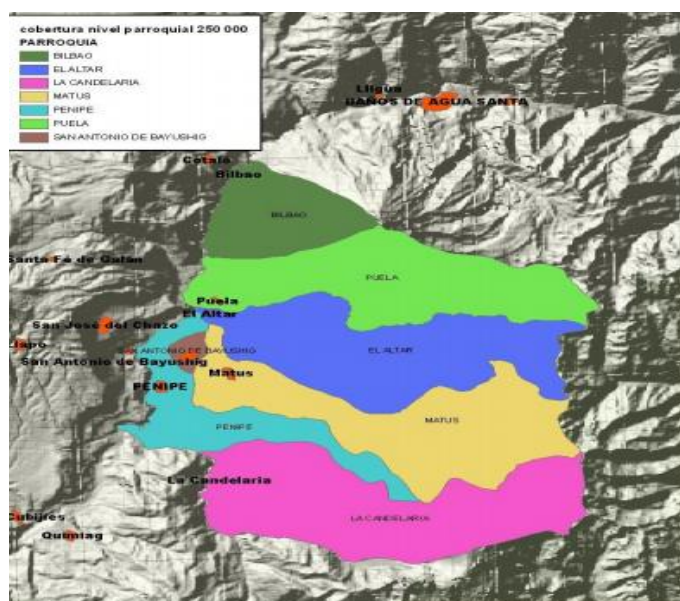 cobertura nivel parroquial 250 000
PARROQUIA
BILBAO
EL ALTAR
LA CANDELARIA
MATUS
PENIPE
PUELA
SAN ANTONIO DE BAYUSHIG
Lligua
BAÑOS DE AGUA SANTA
Cotaló
Bilbao
BILBAO
Santa Fé de Galán
PUELA
Puela
El Altar
San José del Chazo
SAN ANTONIO DE BAYUSHIG
EL ALTAR
San Antonio de Bayushig
Matus
PENIPE
MATUS
PENIPE
La Candelaria
LA CANDELARIA
Cubijíes
Quimiag